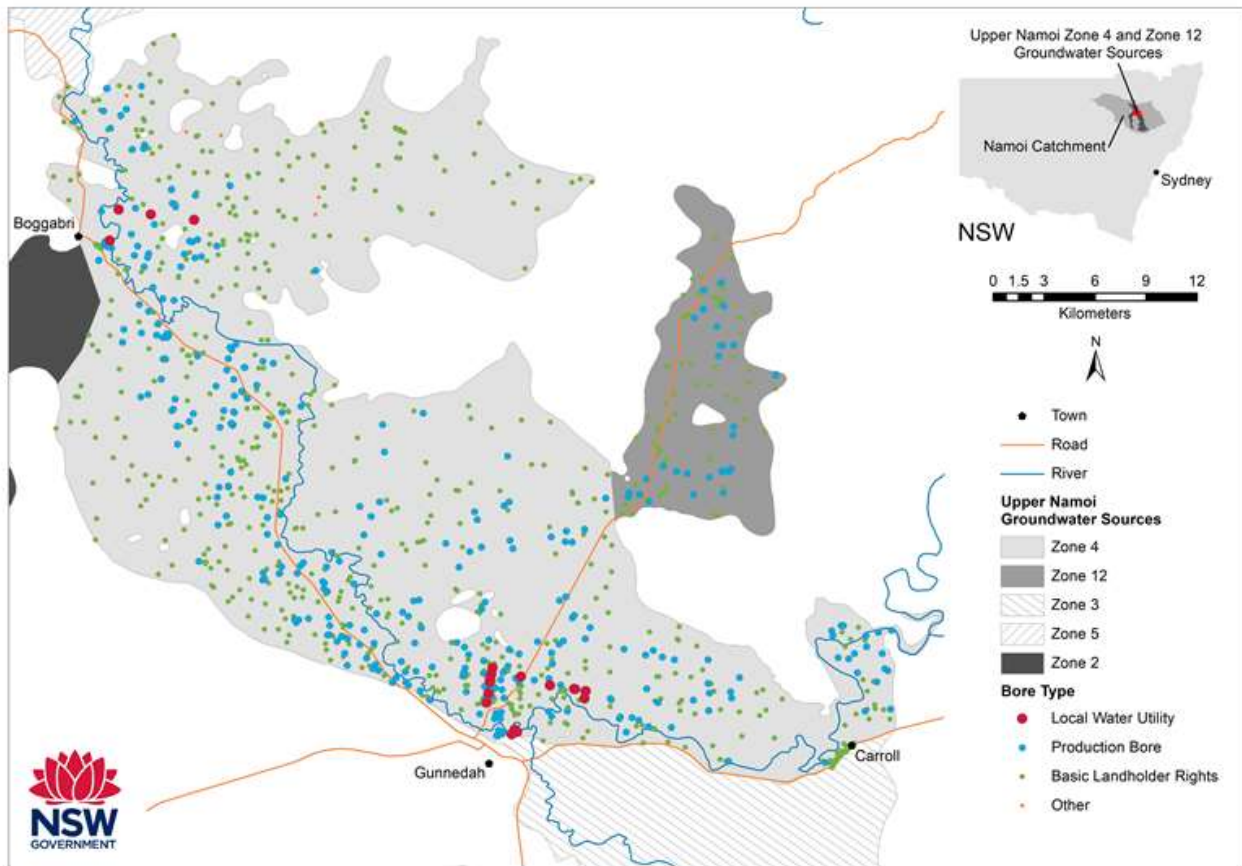 Upper Namoi Zone 4 and Zone 12
Groundwater Sources
Namoi Catchment
Sydney
NSW
0 1.5 3 6 9 12
Kilometers
N
Boggabri
Gunnedah
Carroll
Town
Road
River
Upper Namoi
Groundwater Sources
Zone 4
Zone 12
Zone 3
Zone 5
Zone 2
Bore Type
Local Water Utility
Production Bore
Basic Landholder Rights
Other
NSW
GOVERNMENT